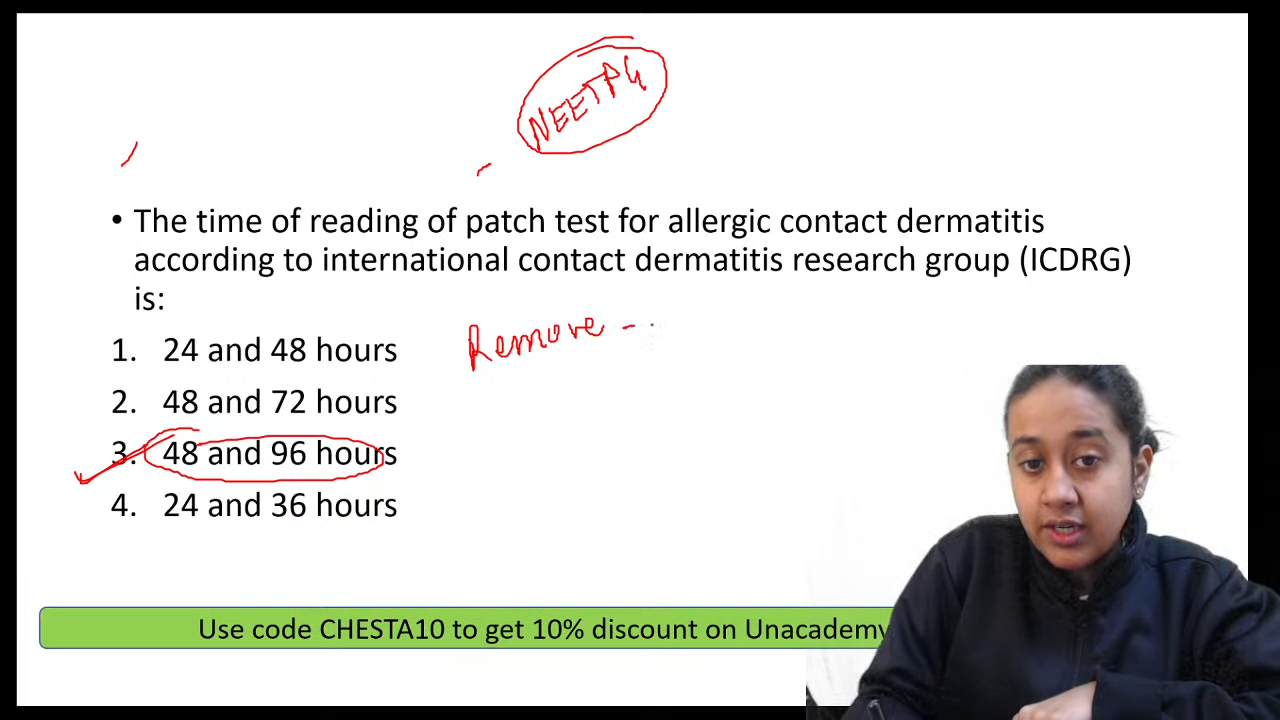 NEETPG
• The time of reading of patch test for allergic contact dermatitis
according to international contact dermatitis research group (ICDRG)
is:
1. 24 and 48 hours
Remove -
2. 48 and 72 hours
3. 48 and 96 hours
4. 24 and 36 hours
Use code CHESTA10 to get 10% discount on Unacademy